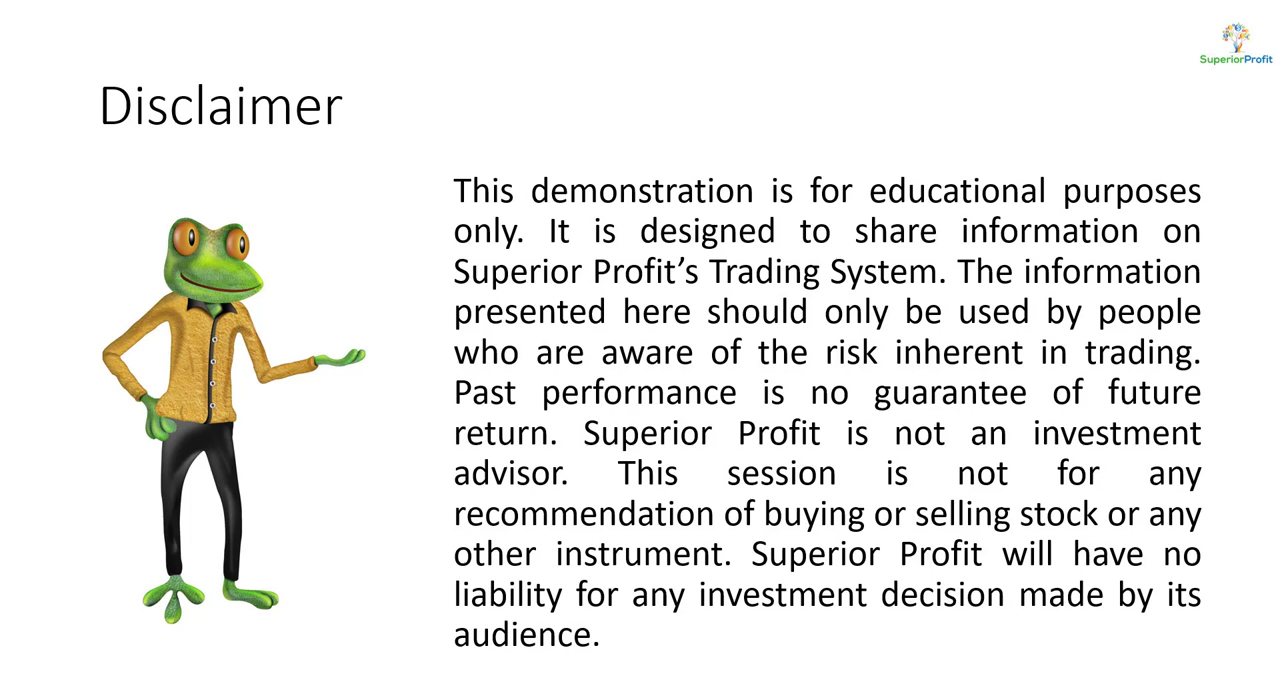 SuperiorProfit
Disclaimer
This demonstration is for educational purposes
only. It is designed to share information on
Superior Profit’s Trading System. The information
presented here should only be used by people
who are aware of the risk inherent in trading.
Past performance is no guarantee of future
return. Superior Profit is not an investment
advisor. This session is not for any
recommendation of buying or selling stock or any
other instrument. Superior Profit will have no
liability for any investment decision made by its
audience.